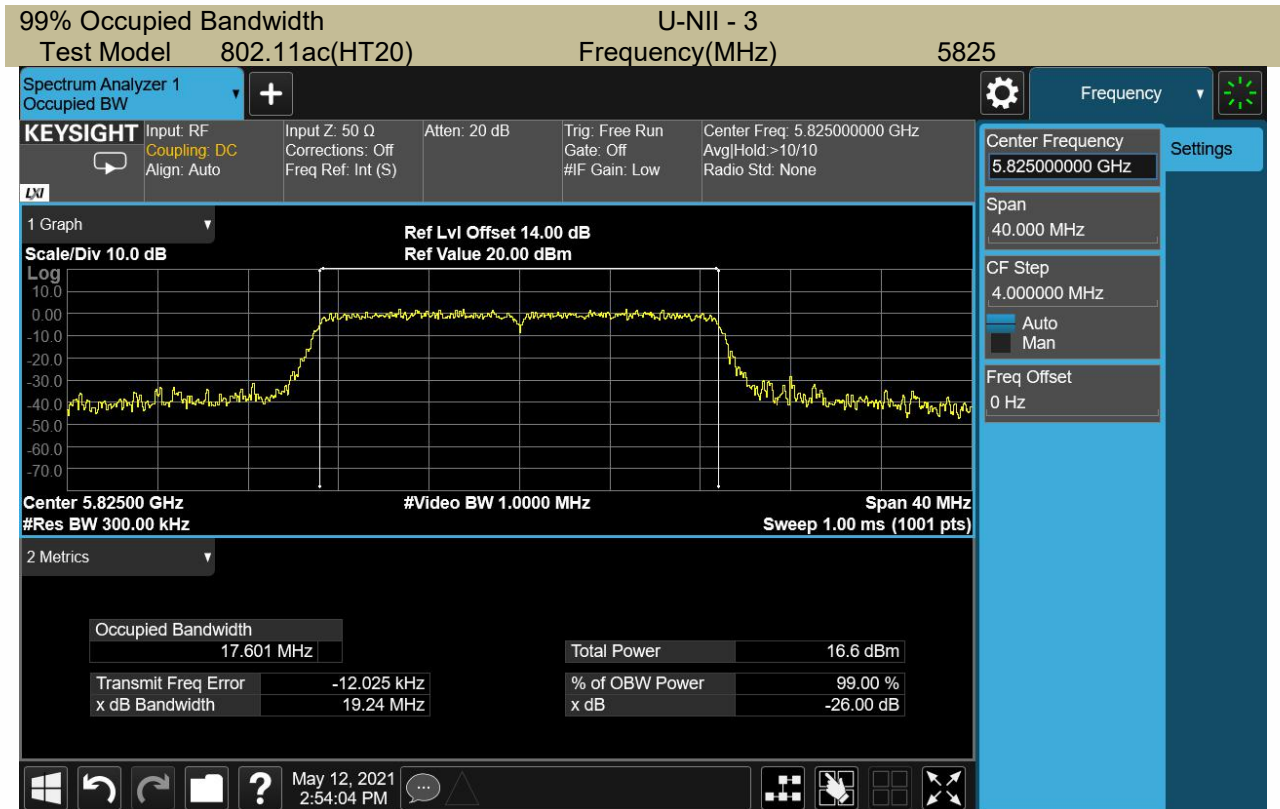 99% Occupied Bandwidth U-NII - 3
Test Model 802.11ac(HT20) Frequency(MHz) 5825
Spectrum Analyzer 1
Occupied BW
+
Frequency
KEYSIGHT Input: RF Input Z: 50 Ω Atten: 20 dB Trig: Free Run Center Freq: 5.825000000 GHz
Coupling: DC Corrections: Off Gate: Off Avg|Hold:>10/10
Align: Auto Freq Ref: Int (S) #IF Gain: Low Radio Std: None
LXI
Center Frequency
5.825000000 GHz
Settings
Span
40.000 MHz
CF Step
4.000000 MHz
Auto
Man
Freq Offset
0 Hz
1 Graph
Ref Lvl Offset 14.00 dB
Scale/Div 10.0 dB Ref Value 20.00 dBm
Log
10.0
0.00
-10.0
-20.0
-30.0
-40.0
-50.0
-60.0
-70.0
Center 5.82500 GHz #Video BW 1.0000 MHz Span 40 MHz
#Res BW 300.00 kHz Sweep 1.00 ms (1001 pts)
2 Metrics
Occupied Bandwidth
17.601 MHz Total Power 16.6 dBm
Transmit Freq Error -12.025 kHz % of OBW Power 99.00 %
x dB Bandwidth 19.24 MHz x dB -26.00 dB
?
May 12, 2021
2:54:04 PM